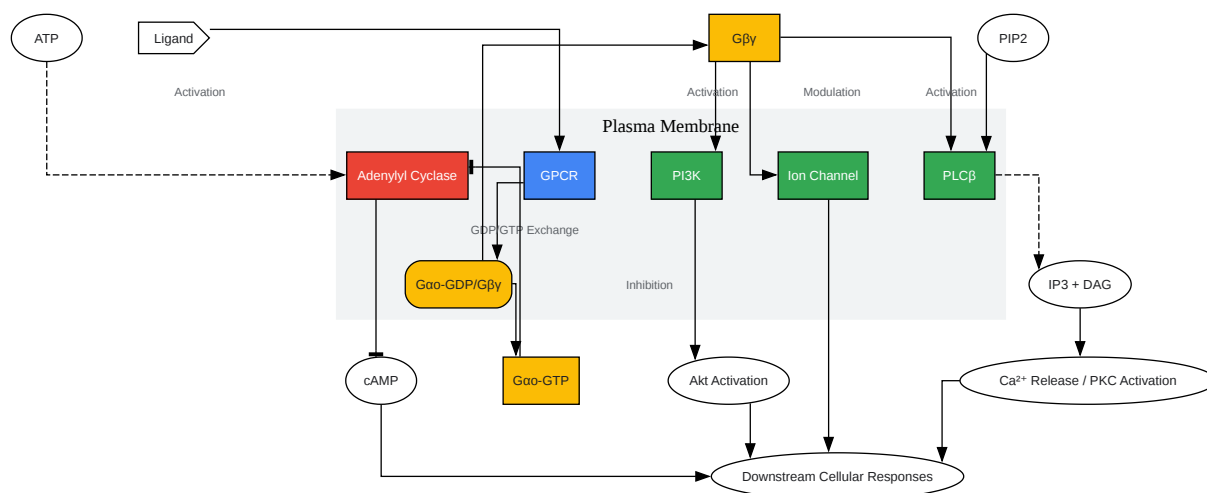 ATP
Ligand
Gβγ
PIP2
Activation
Activation
Modulation
Activation
Plasma Membrane
Adenylyl Cyclase
GPCR
PI3K
Ion Channel
PLCβ
GDP/GTP Exchange
Gαo-GDP/Gβγ
Inhibition
IP3 + DAG
cAMP
Gαo-GTP
Akt Activation
Ca²⁺ Release / PKC Activation
Downstream Cellular Responses